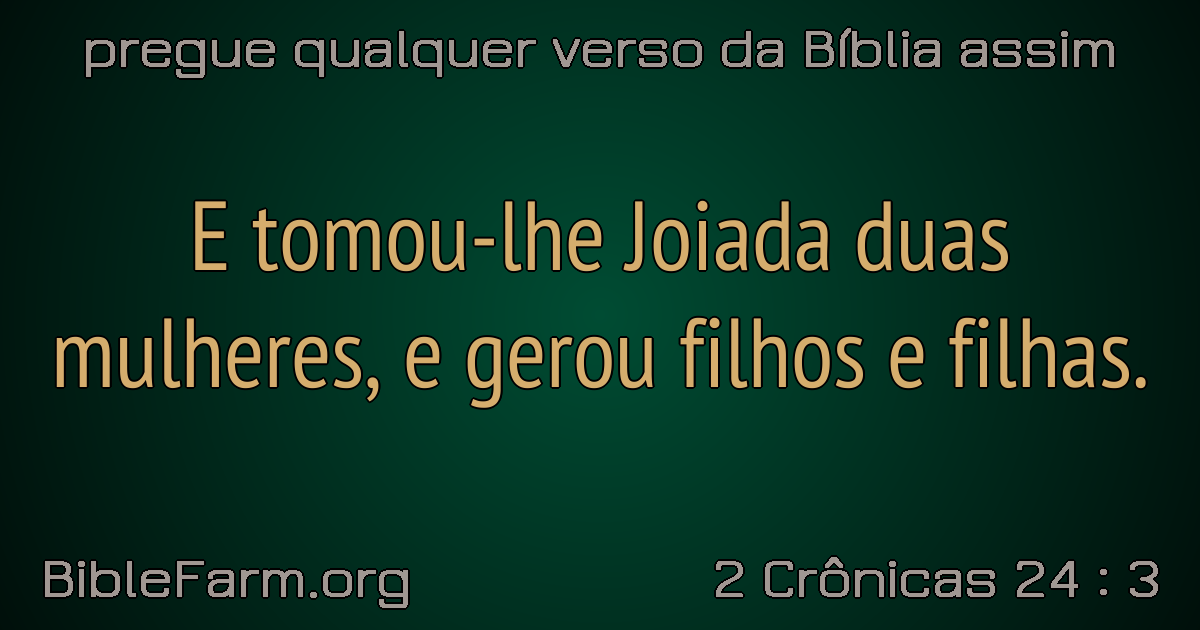 pregue qualquer verso da Bíblia assim
E tomou-lhe Joiada duas
mulheres, e gerou filhos e filhas.
BibleFarm.org
2 Crônicas 24 : 3